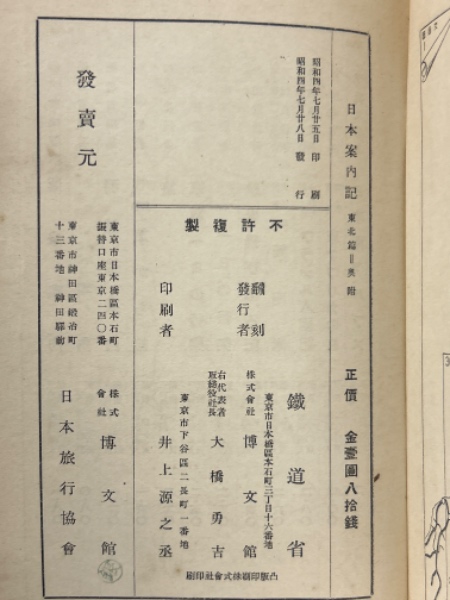 日本案内記 東北篇 奥附
正價 金壹圓八拾錢
昭和四年七月廿五日 印刷
昭和四年七月廿八日 發行
不許複製
鐵道省
飜刻
發行者
東京市日本橋區本石町三丁目十六番地
株式會社 博文館
右代表者
取締役社長 大橋勇吉
東京市下谷區二長町一番地
印刷者 井上源之丞
凸版印刷株式會社印刷
發賣元
東京市日本橋區本石町
振替口座東京二四〇番
株式會社 博文館
東京市神田區鍛冶町
十三番地 神田驛前
日本旅行協會